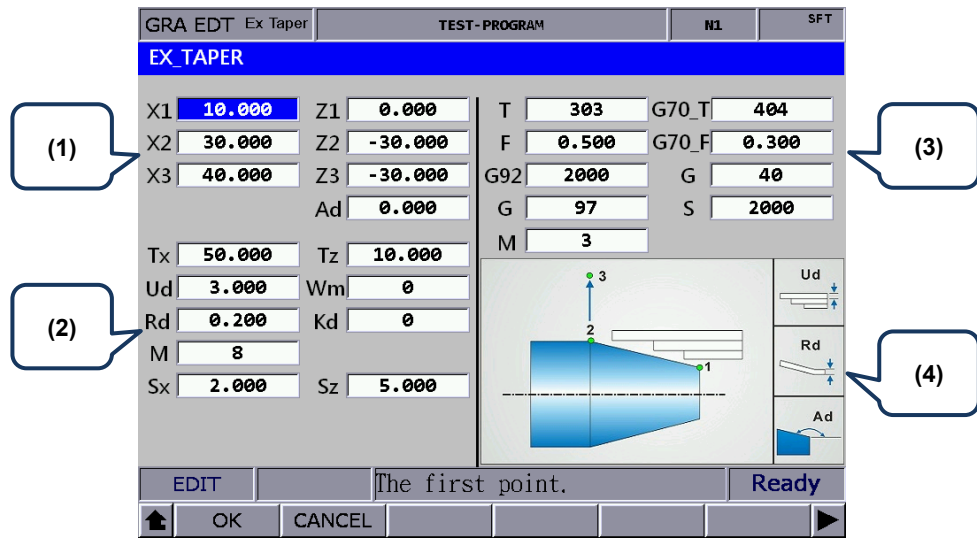 GRA EDT Ex Taper TEST-PROGRAM N1 SFT
EX_TAPER
X1 10.000 Z1 0.000
X2 30.000 Z2 -30.000
X3 40.000 Z3 -30.000
Ad 0.000
Tx 50.000 Tz 10.000
Ud 3.000 Wm 0
Rd 0.200 Kd 0
M 8
Sx 2.000 Sz 5.000
T 303 G70_T 404
F 0.500 G70_F 0.300
G92 2000 G 40
G 97 S 2000
M 3
3
2
1
Ud
Rd
Ad
EDIT The first point. Ready
OK CANCEL
(1)
(2)
(3)
(4)